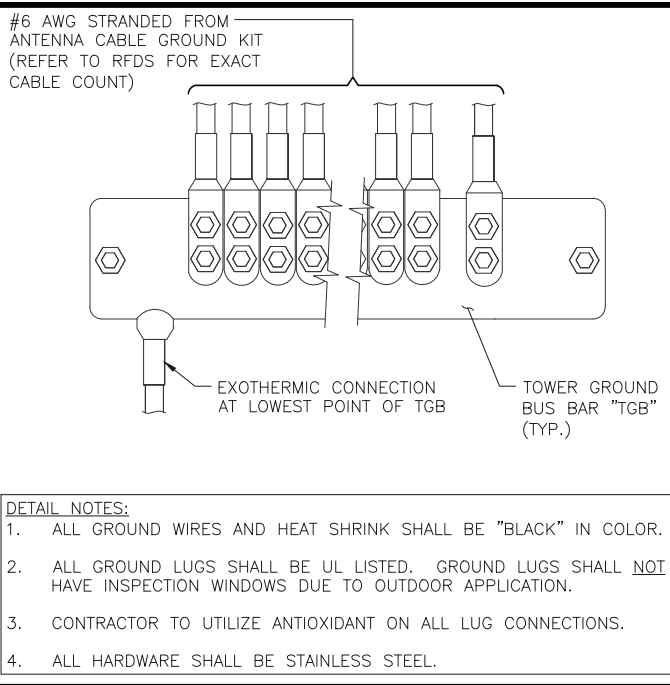 #6 AWG STRANDED FROM
ANTENNA CABLE GROUND KIT
(REFER TO RFDS FOR EXACT
CABLE COUNT)
EXOTHERMIC CONNECTION
AT LOWEST POINT OF TGB
TOWER GROUND
BUS BAR "TGB"
(TYP.)
DETAIL NOTES:
1. ALL GROUND WIRES AND HEAT SHRINK SHALL BE "BLACK" IN COLOR.
2. ALL GROUND LUGS SHALL BE UL LISTED. GROUND LUGS SHALL NOT
HAVE INSPECTION WINDOWS DUE TO OUTDOOR APPLICATION.
3. CONTRACTOR TO UTILIZE ANTIOXIDANT ON ALL LUG CONNECTIONS.
4. ALL HARDWARE SHALL BE STAINLESS STEEL.